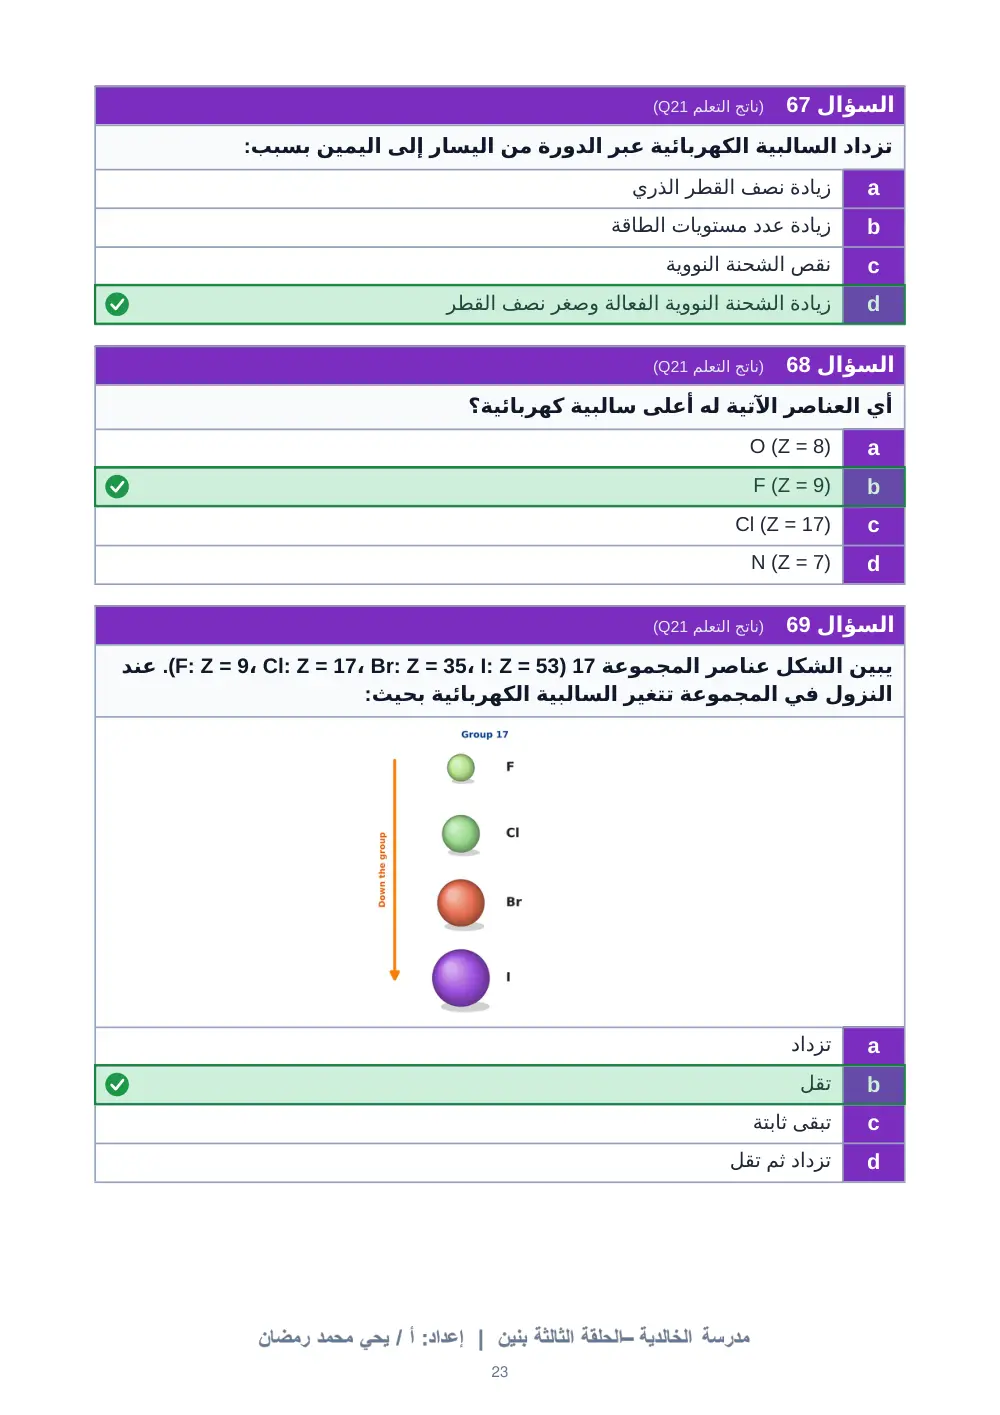 السؤال 67 (ناتج التعلم Q21)
تزداد السالبية الكهربائية عبر الدورة من اليسار إلى اليمين بسبب:
a زيادة نصف القطر الذري
b زيادة عدد مستويات الطاقة
c نقص الشحنة النووية
d زيادة الشحنة النووية الفعالة وصغر نصف القطر
السؤال 68 (ناتج التعلم Q21)
أي العناصر الآتية له أعلى سالبية كهربائية؟
a O (Z = 8)
b F (Z = 9)
c Cl (Z = 17)
d N (Z = 7)
السؤال 69 (ناتج التعلم Q21)
يبين الشكل عناصر المجموعة 17 (F: Z = 9، Cl: Z = 17، Br: Z = 35، I: Z = 53). عند
النزول في المجموعة تتغير السالبية الكهربائية بحيث:
Group 17
F
Cl
Down the group
Br
I
a تزداد
b تقل
c تبقى ثابتة
d تزداد ثم تقل
مدرسة الخالدية –الحلقة الثالثة بنين | إعداد: أ / يحي محمد رمضان
23